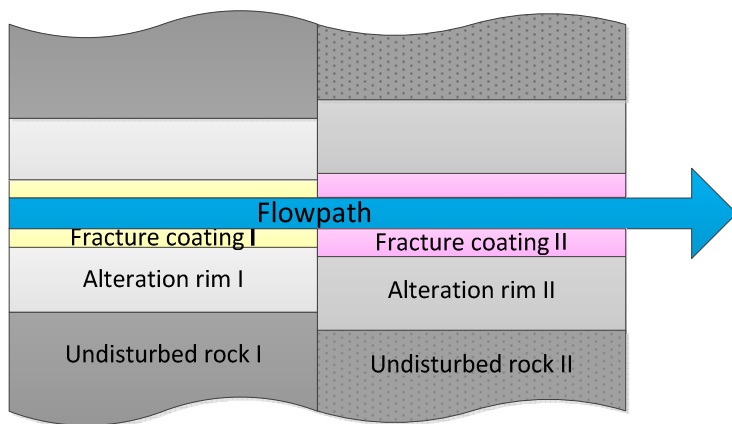 Flowpath
Fracture coating I
Fracture coating II
Alteration rim I
Alteration rim II
Undisturbed rock I
Undisturbed rock II